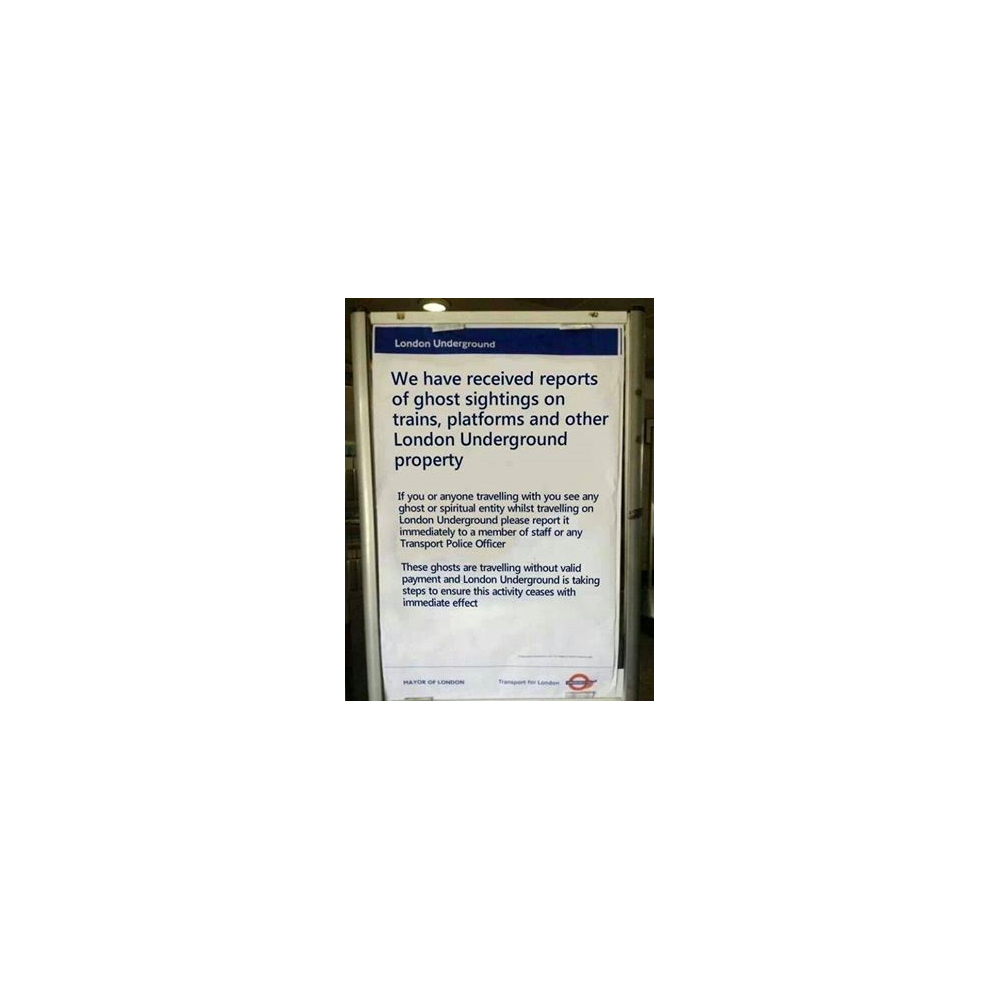 London Underground
We have received reports
of ghost sightings on
trains, platforms and other
London Underground
property
If you or anyone travelling with you see any
ghost or spiritual entity whilst travelling on
London Underground please report it
immediately to a member of staff or any
Transport Police Officer
These ghosts are travelling without valid
payment and London Underground is taking
steps to ensure this activity ceases with
immediate effect
MAYOR OF LONDON
Transport for London